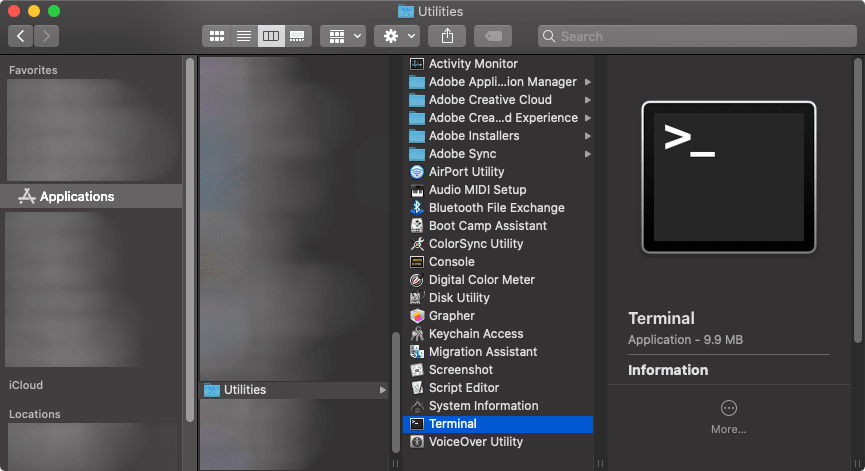 Utilities
Search
Favorites
Applications
iCloud
Locations
Utilities
Activity Monitor
Adobe Appli...ion Manager
Adobe Creative Cloud
Adobe Crea...d Experience
Adobe Installers
Adobe Sync
AirPort Utility
Audio MIDI Setup
Bluetooth File Exchange
Boot Camp Assistant
ColorSync Utility
Console
Digital Color Meter
Disk Utility
Grapher
Keychain Access
Migration Assistant
Screenshot
Script Editor
System Information
Terminal
VoiceOver Utility
>_
Terminal
Application - 9.9 MB
Information
More...